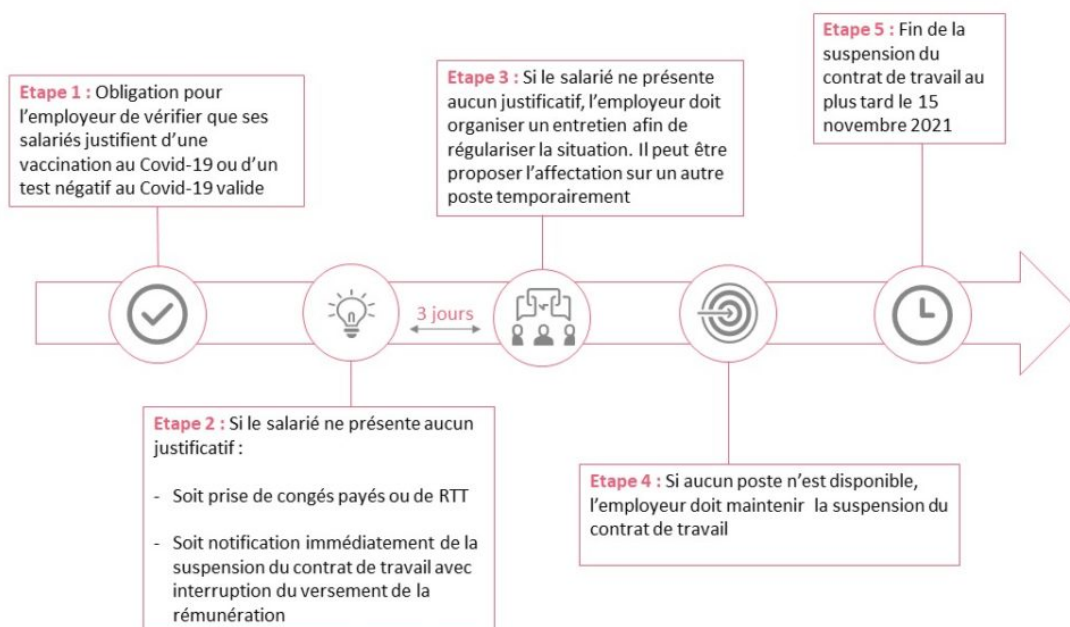 Etape 1 : Obligation pour
l'employeur de vérifier que ses
salariés justifient d'une
vaccination au Covid-19 ou d'un
test négatif au Covid-19 valide
Etape 2 : Si le salarié ne présente aucun
justificatif :
- Soit prise de congés payés ou de RTT
- Soit notification immédiatement de la
suspension du contrat de travail avec
interruption du versement de la
rémunération
3 jours
Etape 3 : Si le salarié ne présente
aucun justificatif, l'employeur doit
organiser un entretien afin de
régulariser la situation. Il peut être
proposer l'affectation sur un autre
poste temporairement
Etape 4 : Si aucun poste n'est disponible,
l'employeur doit maintenir la suspension du
contrat de travail
Etape 5 : Fin de la
suspension du
contrat de travail au
plus tard le 15
novembre 2021